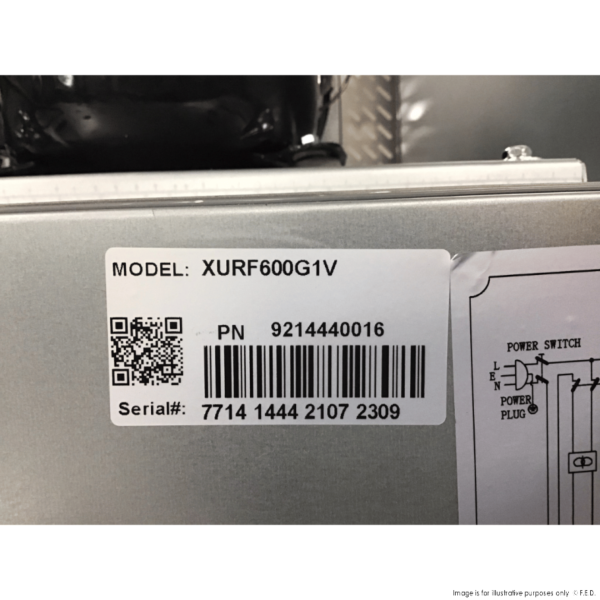 MODEL: XURF600G1V
PN 9214440016
Serial#: 7714 1444 2107 2309
POWER SWITCH
L
E
N
POWER
PLUG
Image is for illustrative purposes only © F.E.D.